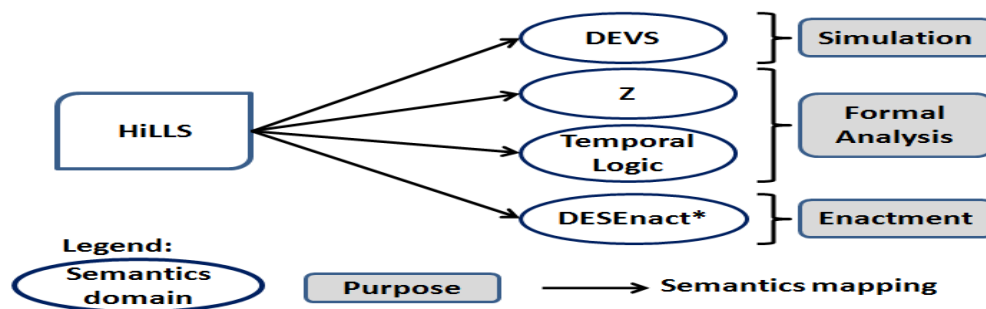 HiLLS
DEVS
Simulation
Z
Temporal
Logic
Formal
Analysis
DESEnact*
Enactment
Legend:
Semantics
domain
Purpose
Semantics mapping